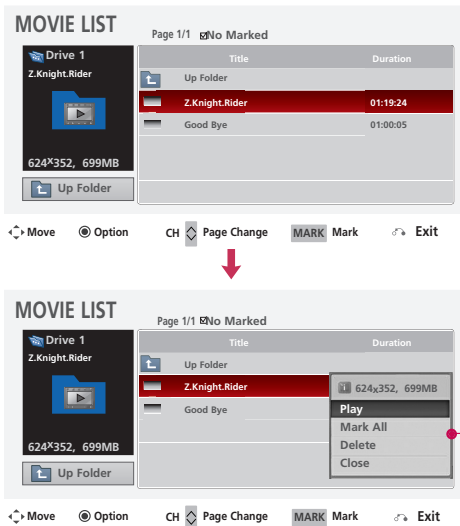 MOVIE LIST
Page 1/1 No Marked
Drive 1
Z.Knight.Rider
624x352, 699MB
Up Folder
Title Duration
Up Folder
Z.Knight.Rider 01:19:24
Good Bye 01:00:05
Move Option CH Page Change MARK Mark Exit
MOVIE LIST
Page 1/1 No Marked
Drive 1
Z.Knight.Rider
624x352, 699MB
Up Folder
Title Duration
Up Folder
Z.Knight.Rider
Good Bye
i 624x352, 699MB
Play
Mark All
Delete
Close
Move Option CH Page Change MARK Mark Exit